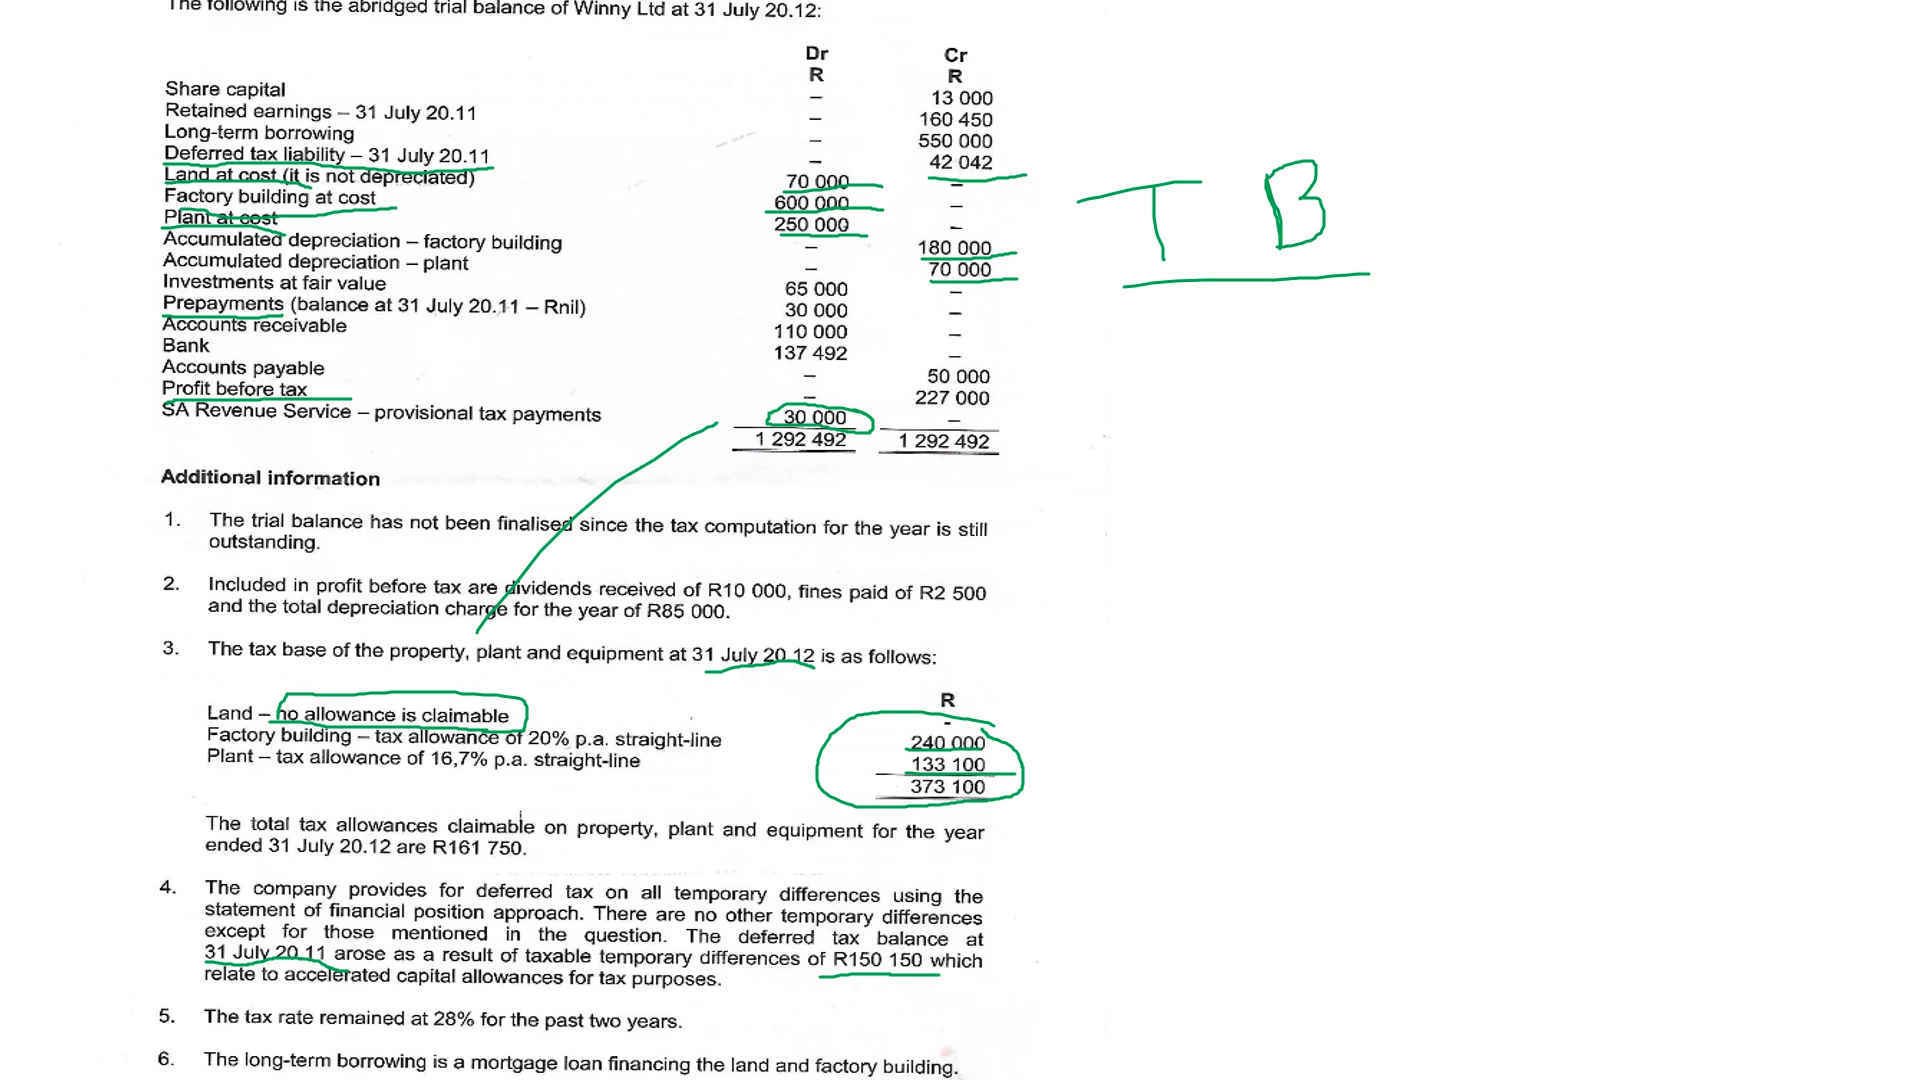 The following is the abridged trial balance of Winny Ltd at 31 July 20.12:
Dr Cr
R R
Share capital – 13 000
Retained earnings – 31 July 20.11 – 160 450
Long-term borrowing – 550 000
Deferred tax liability – 31 July 20.11 – 42 042
Land at cost (it is not depreciated) 70 000 –
Factory building at cost 600 000 –
Plant at cost 250 000 –
Accumulated depreciation – factory building – 180 000
Accumulated depreciation – plant – 70 000
Investments at fair value 65 000 –
Prepayments (balance at 31 July 20.11 – Rnil) 30 000 –
Accounts receivable 110 000 –
Bank 137 492 –
Accounts payable – 50 000
Profit before tax – 227 000
SA Revenue Service – provisional tax payments 30 000 –
1 292 492 1 292 492
T B
Additional information
1. The trial balance has not been finalised since the tax computation for the year is still
outstanding.
2. Included in profit before tax are dividends received of R10 000, fines paid of R2 500
and the total depreciation charge for the year of R85 000.
3. The tax base of the property, plant and equipment at 31 July 20.12 is as follows:
R
Land – no allowance is claimable -
Factory building – tax allowance of 20% p.a. straight-line 240 000
Plant – tax allowance of 16,7% p.a. straight-line 133 100
373 100
The total tax allowances claimable on property, plant and equipment for the year
ended 31 July 20.12 are R161 750.
4. The company provides for deferred tax on all temporary differences using the
statement of financial position approach. There are no other temporary differences
except for those mentioned in the question. The deferred tax balance at
31 July 20.11 arose as a result of taxable temporary differences of R150 150 which
relate to accelerated capital allowances for tax purposes.
5. The tax rate remained at 28% for the past two years.
6. The long-term borrowing is a mortgage loan financing the land and factory building.